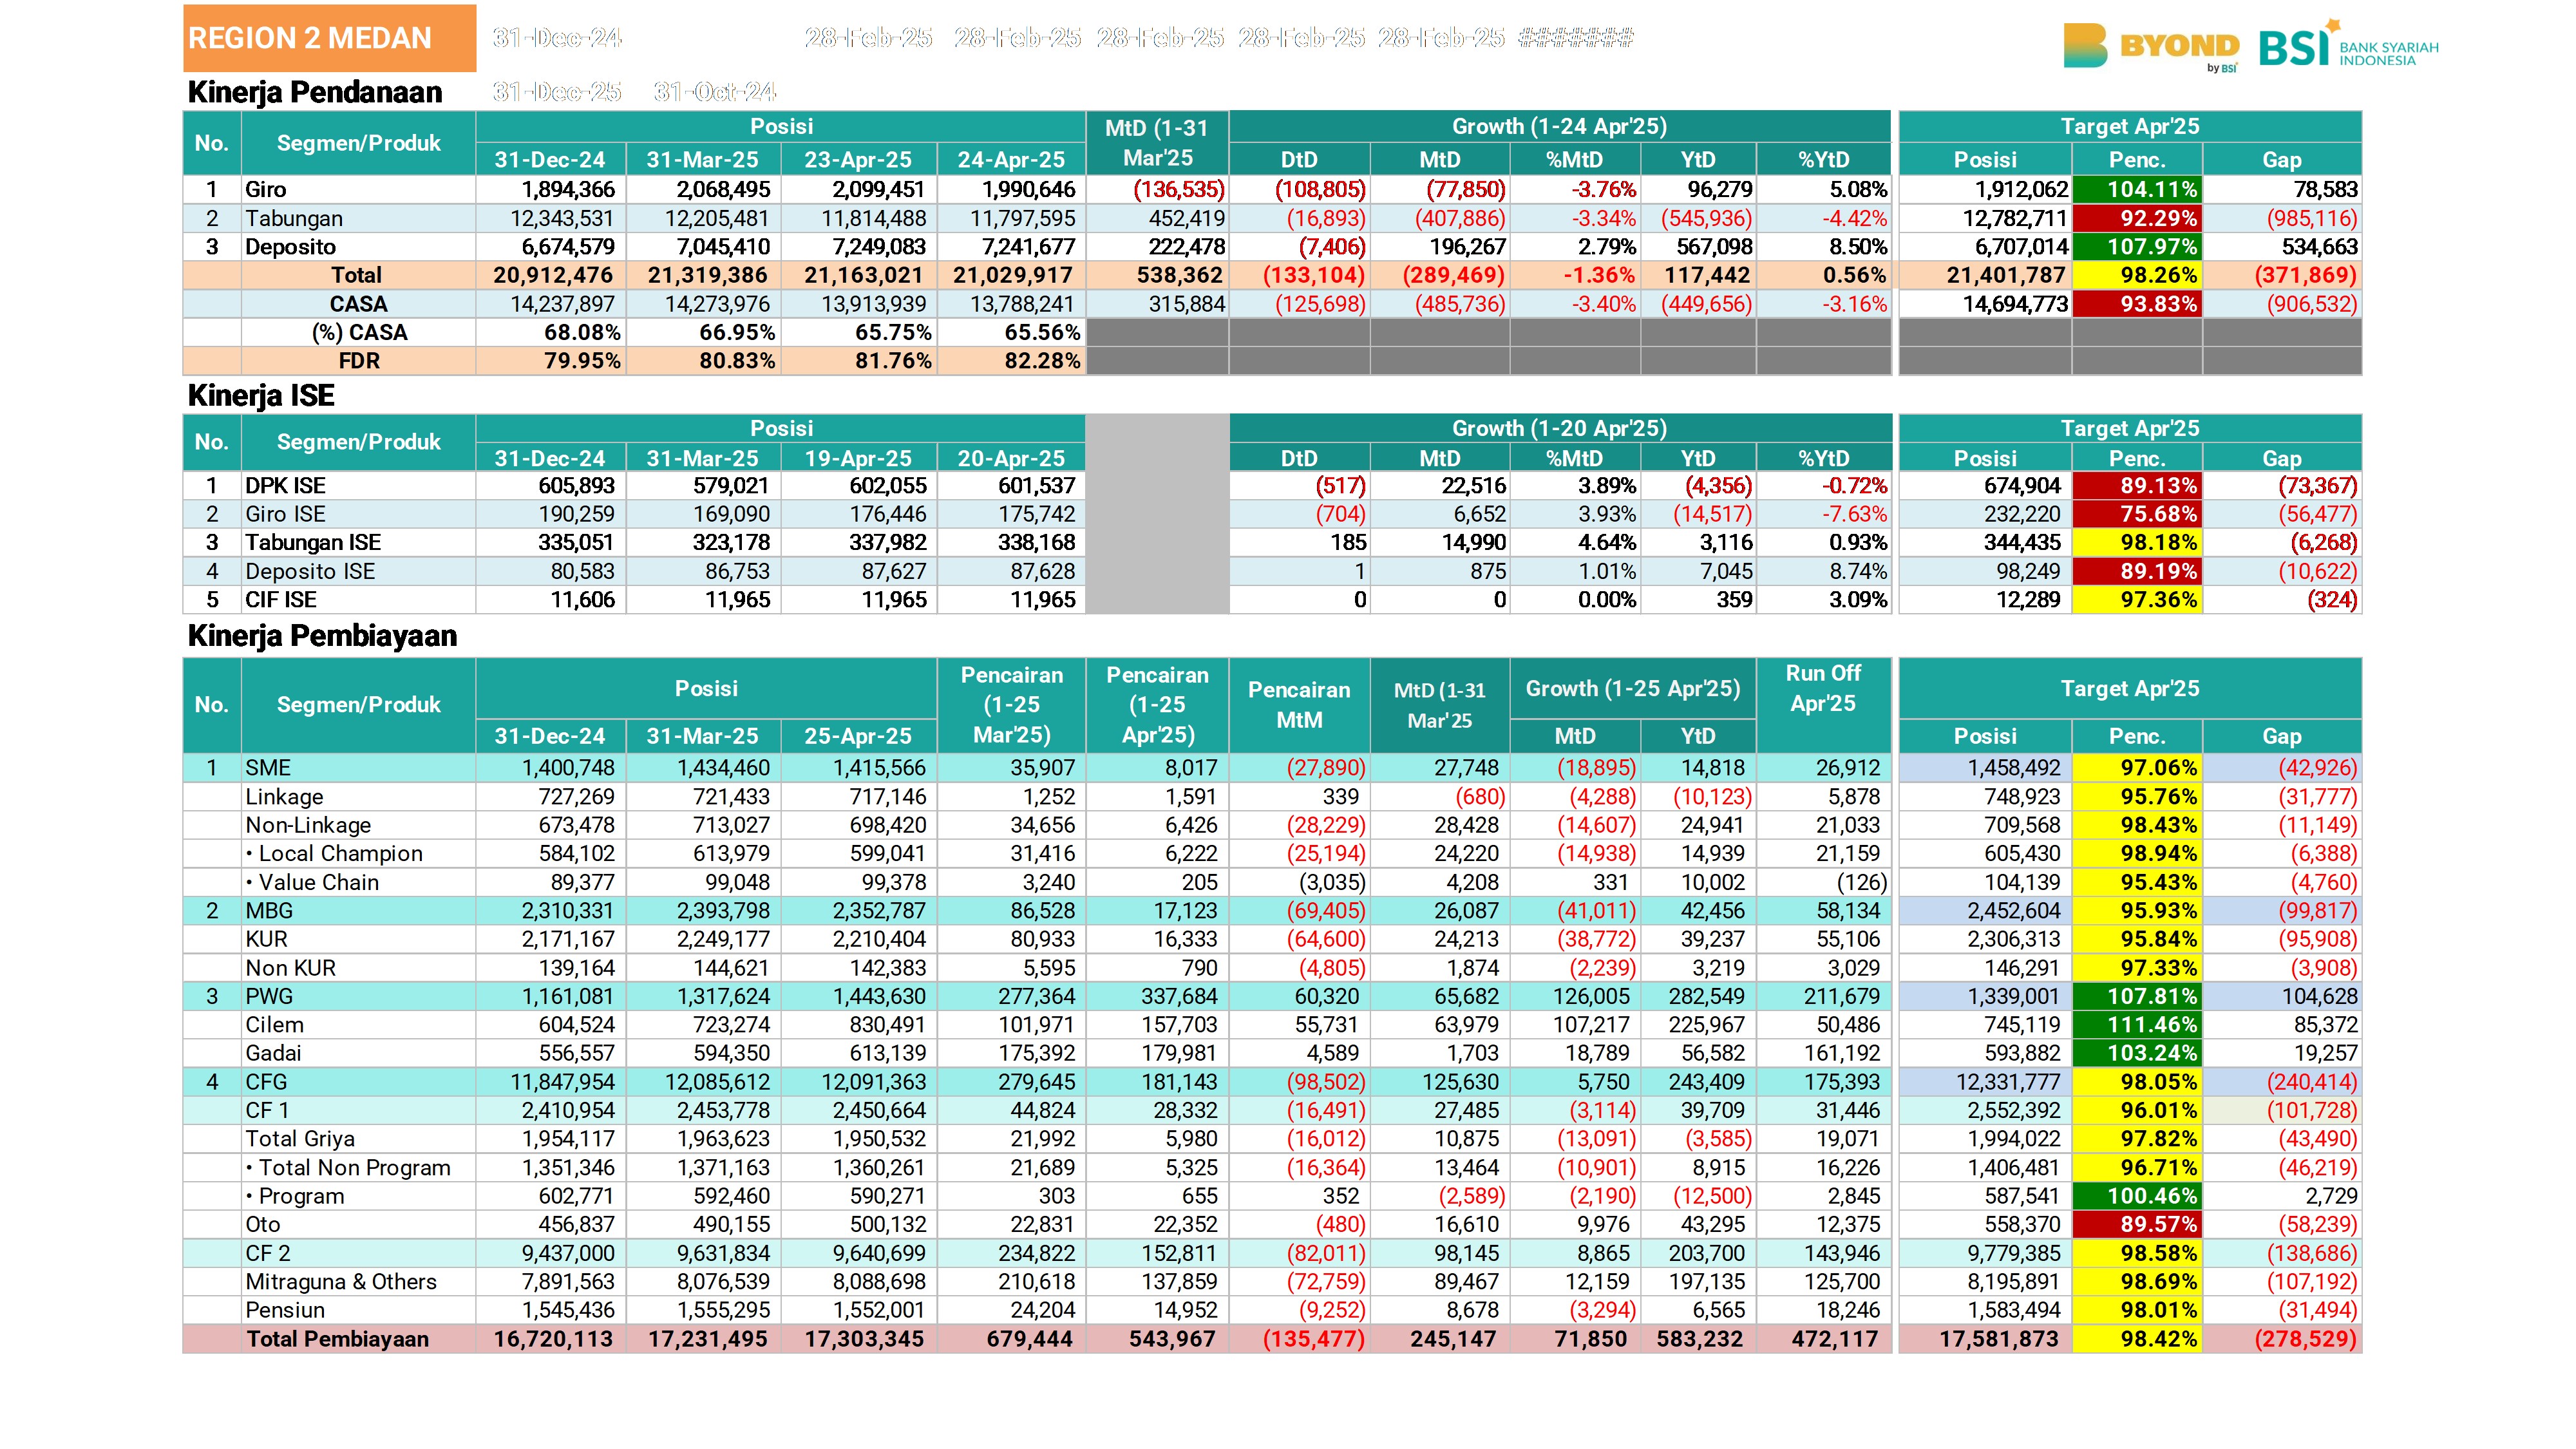 REGION 2 MEDAN 31-Dec-24 28-Feb-25 28-Feb-25 28-Feb-25 28-Feb-25 28-Feb-25 #######
BYOND by BSI BSI BANK SYARIAH INDONESIA
Kinerja Pendanaan 31-Dec-25 31-Oct-24
No. Segmen/Produk Posisi MtD (1-31 Mar'25 Growth (1-24 Apr'25) Target Apr'25
31-Dec-24 31-Mar-25 23-Apr-25 24-Apr-25 DtD MtD %MtD YtD %YtD Posisi Penc. Gap
1 Giro 1,894,366 2,068,495 2,099,451 1,990,646 (136,535) (108,805) (77,850) -3.76% 96,279 5.08% 1,912,062 104.11% 78,583
2 Tabungan 12,343,531 12,205,481 11,814,488 11,797,595 452,419 (16,893) (407,886) -3.34% (545,936) -4.42% 12,782,711 92.29% (985,116)
3 Deposito 6,674,579 7,045,410 7,249,083 7,241,677 222,478 (7,406) 196,267 2.79% 567,098 8.50% 6,707,014 107.97% 534,663
Total 20,912,476 21,319,386 21,163,021 21,029,917 538,362 (133,104) (289,469) -1.36% 117,442 0.56% 21,401,787 98.26% (371,869)
CASA 14,237,897 14,273,976 13,913,939 13,788,241 315,884 (125,698) (485,736) -3.40% (449,656) -3.16% 14,694,773 93.83% (906,532)
(%) CASA 68.08% 66.95% 65.75% 65.56%
FDR 79.95% 80.83% 81.76% 82.28%
Kinerja ISE
No. Segmen/Produk Posisi Growth (1-20 Apr'25) Target Apr'25
31-Dec-24 31-Mar-25 19-Apr-25 20-Apr-25 DtD MtD %MtD YtD %YtD Posisi Penc. Gap
1 DPK ISE 605,893 579,021 602,055 601,537 (517) 22,516 3.89% (4,356) -0.72% 674,904 89.13% (73,367)
2 Giro ISE 190,259 169,090 176,446 175,742 (704) 6,652 3.93% (14,517) -7.63% 232,220 75.68% (56,477)
3 Tabungan ISE 335,051 323,178 337,982 338,168 185 14,990 4.64% 3,116 0.93% 344,435 98.18% (6,268)
4 Deposito ISE 80,583 86,753 87,627 87,628 1 875 1.01% 7,045 8.74% 98,249 89.19% (10,622)
5 CIF ISE 11,606 11,965 11,965 11,965 0 0 0.00% 359 3.09% 12,289 97.36% (324)
Kinerja Pembiayaan
No. Segmen/Produk Posisi Pencairan (1-25 Mar'25) Pencairan (1-25 Apr'25) Pencairan MtM MtD (1-31 Mar'25 Growth (1-25 Apr'25) Run Off Apr'25 Target Apr'25
31-Dec-24 31-Mar-25 25-Apr-25 MtD YtD Posisi Penc. Gap
1 SME 1,400,748 1,434,460 1,415,566 35,907 8,017 (27,890) 27,748 (18,895) 14,818 26,912 1,458,492 97.06% (42,926)
Linkage 727,269 721,433 717,146 1,252 1,591 339 (680) (4,288) (10,123) 5,878 748,923 95.76% (31,777)
Non-Linkage 673,478 713,027 698,420 34,656 6,426 (28,229) 28,428 (14,607) 24,941 21,033 709,568 98.43% (11,149)
• Local Champion 584,102 613,979 599,041 31,416 6,222 (25,194) 24,220 (14,938) 14,939 21,159 605,430 98.94% (6,388)
• Value Chain 89,377 99,048 99,378 3,240 205 (3,035) 4,208 331 10,002 (126) 104,139 95.43% (4,760)
2 MBG 2,310,331 2,393,798 2,352,787 86,528 17,123 (69,405) 26,087 (41,011) 42,456 58,134 2,452,604 95.93% (99,817)
KUR 2,171,167 2,249,177 2,210,404 80,933 16,333 (64,600) 24,213 (38,772) 39,237 55,106 2,306,313 95.84% (95,908)
Non KUR 139,164 144,621 142,383 5,595 790 (4,805) 1,874 (2,239) 3,219 3,029 146,291 97.33% (3,908)
3 PWG 1,161,081 1,317,624 1,443,630 277,364 337,684 60,320 65,682 126,005 282,549 211,679 1,339,001 107.81% 104,628
Cilem 604,524 723,274 830,491 101,971 157,703 55,731 63,979 107,217 225,967 50,486 745,119 111.46% 85,372
Gadai 556,557 594,350 613,139 175,392 179,981 4,589 1,703 18,789 56,582 161,192 593,882 103.24% 19,257
4 CFG 11,847,954 12,085,612 12,091,363 279,645 181,143 (98,502) 125,630 5,750 243,409 175,393 12,331,777 98.05% (240,414)
CF 1 2,410,954 2,453,778 2,450,664 44,824 28,332 (16,491) 27,485 (3,114) 39,709 31,446 2,552,392 96.01% (101,728)
Total Griya 1,954,117 1,963,623 1,950,532 21,992 5,980 (16,012) 10,875 (13,091) (3,585) 19,071 1,994,022 97.82% (43,490)
• Total Non Program 1,351,346 1,371,163 1,360,261 21,689 5,325 (16,364) 13,464 (10,901) 8,915 16,226 1,406,481 96.71% (46,219)
• Program 602,771 592,460 590,271 303 655 352 (2,589) (2,190) (12,500) 2,845 587,541 100.46% 2,729
Oto 456,837 490,155 500,132 22,831 22,352 (480) 16,610 9,976 43,295 12,375 558,370 89.57% (58,239)
CF 2 9,437,000 9,631,834 9,640,699 234,822 152,811 (82,011) 98,145 8,865 203,700 143,946 9,779,385 98.58% (138,686)
Mitraguna & Others 7,891,563 8,076,539 8,088,698 210,618 137,859 (72,759) 89,467 12,159 197,135 125,700 8,195,891 98.69% (107,192)
Pensiun 1,545,436 1,555,295 1,552,001 24,204 14,952 (9,252) 8,678 (3,294) 6,565 18,246 1,583,494 98.01% (31,494)
Total Pembiayaan 16,720,113 17,231,495 17,303,345 679,444 543,967 (135,477) 245,147 71,850 583,232 472,117 17,581,873 98.42% (278,529)